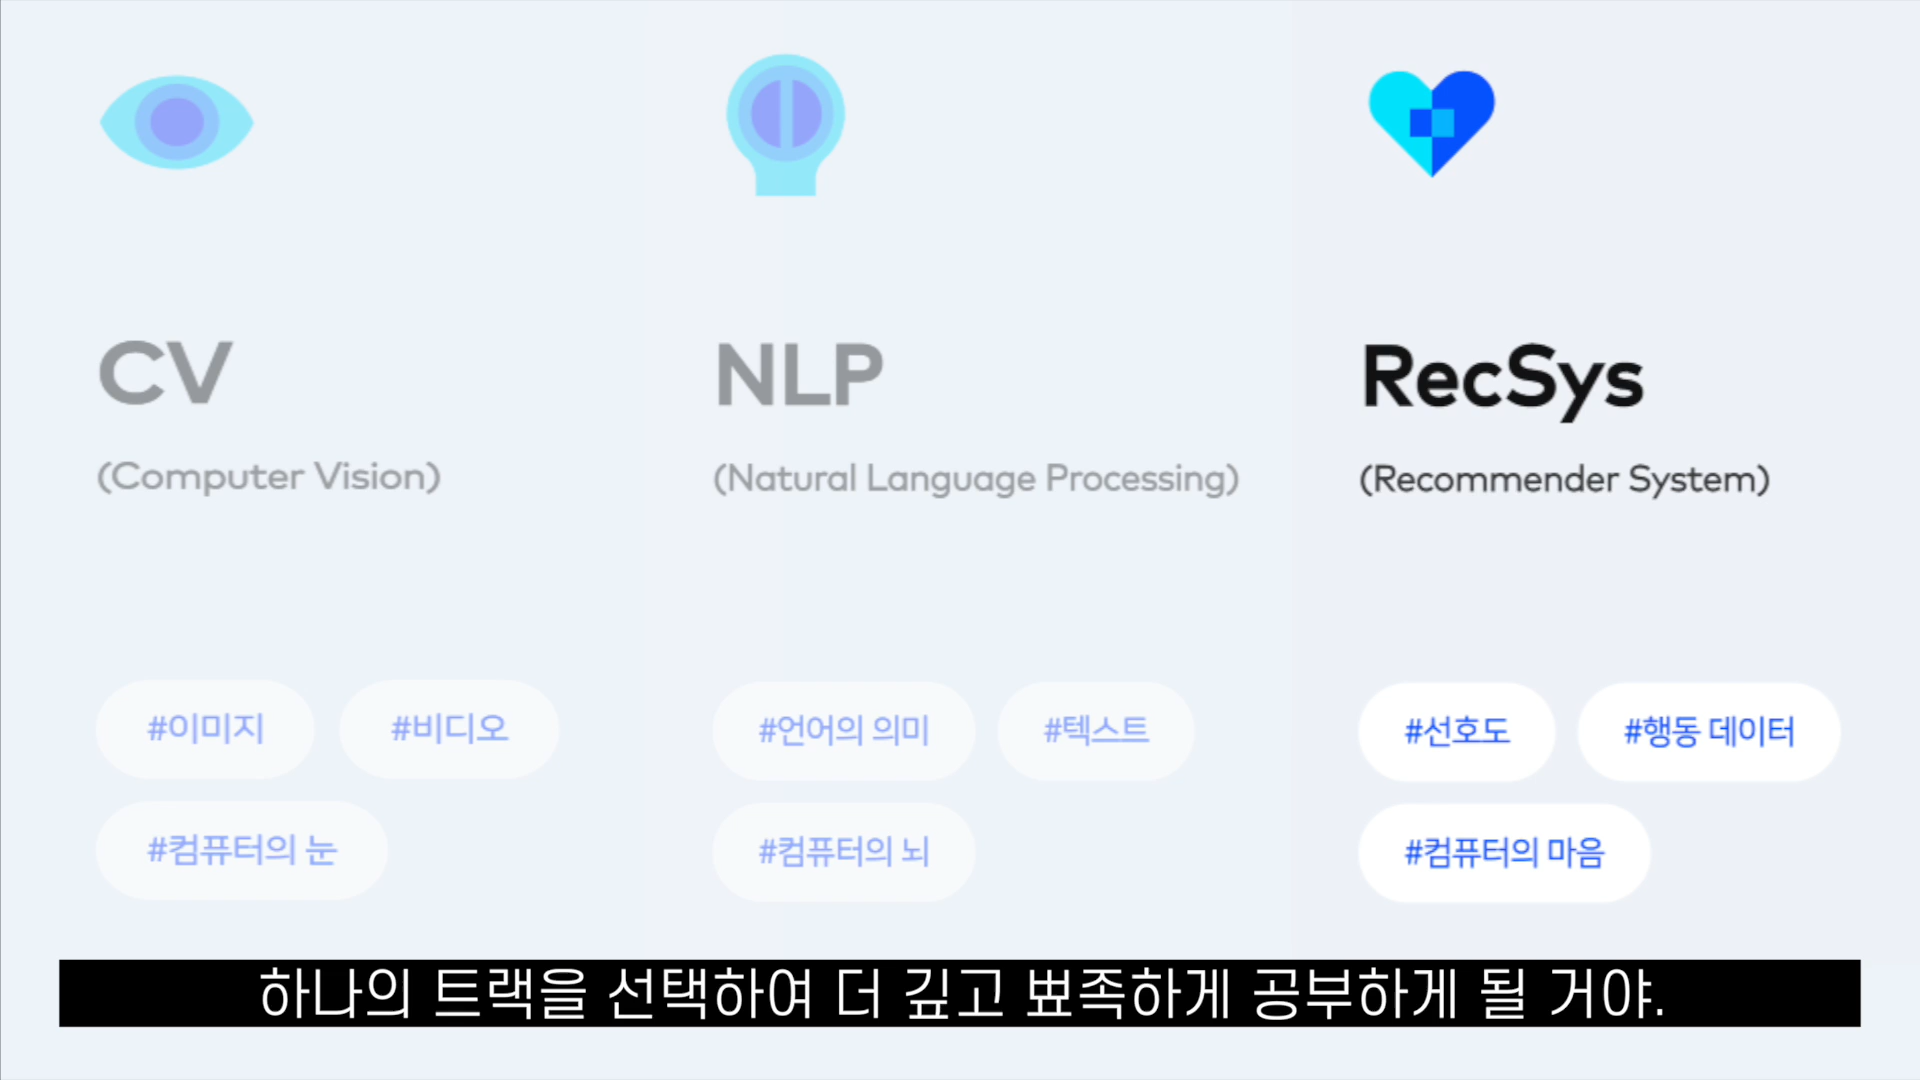 CV
(Computer Vision)
#이미지 #비디오
#컴퓨터의 눈
NLP
(Natural Language Processing)
#언어의 의미 #텍스트
#컴퓨터의 뇌
RecSys
(Recommender System)
#선호도 #행동 데이터
#컴퓨터의 마음
하나의 트랙을 선택하여 더 깊고 뾰족하게 공부하게 될 거야.